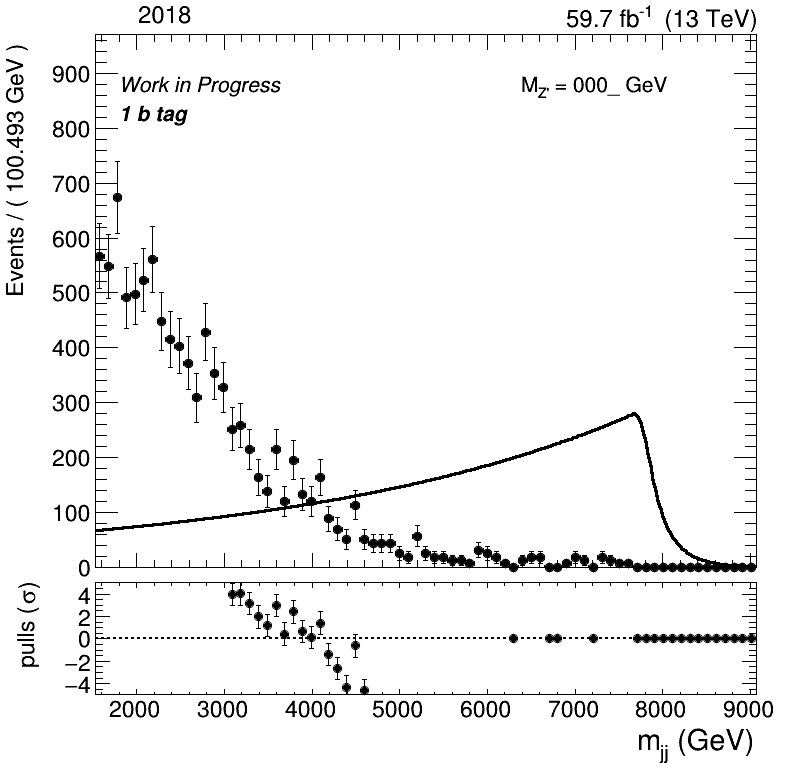 2018 59.7 fb⁻¹ (13 TeV)
Events / ( 100.493 GeV )
Work in Progress
1 b tag
M_Z' = 000_ GeV
900
800
700
600
500
400
300
200
100
0
pulls (σ)
4
2
0
−2
−4
2000 3000 4000 5000 6000 7000 8000 9000
m_jj (GeV)